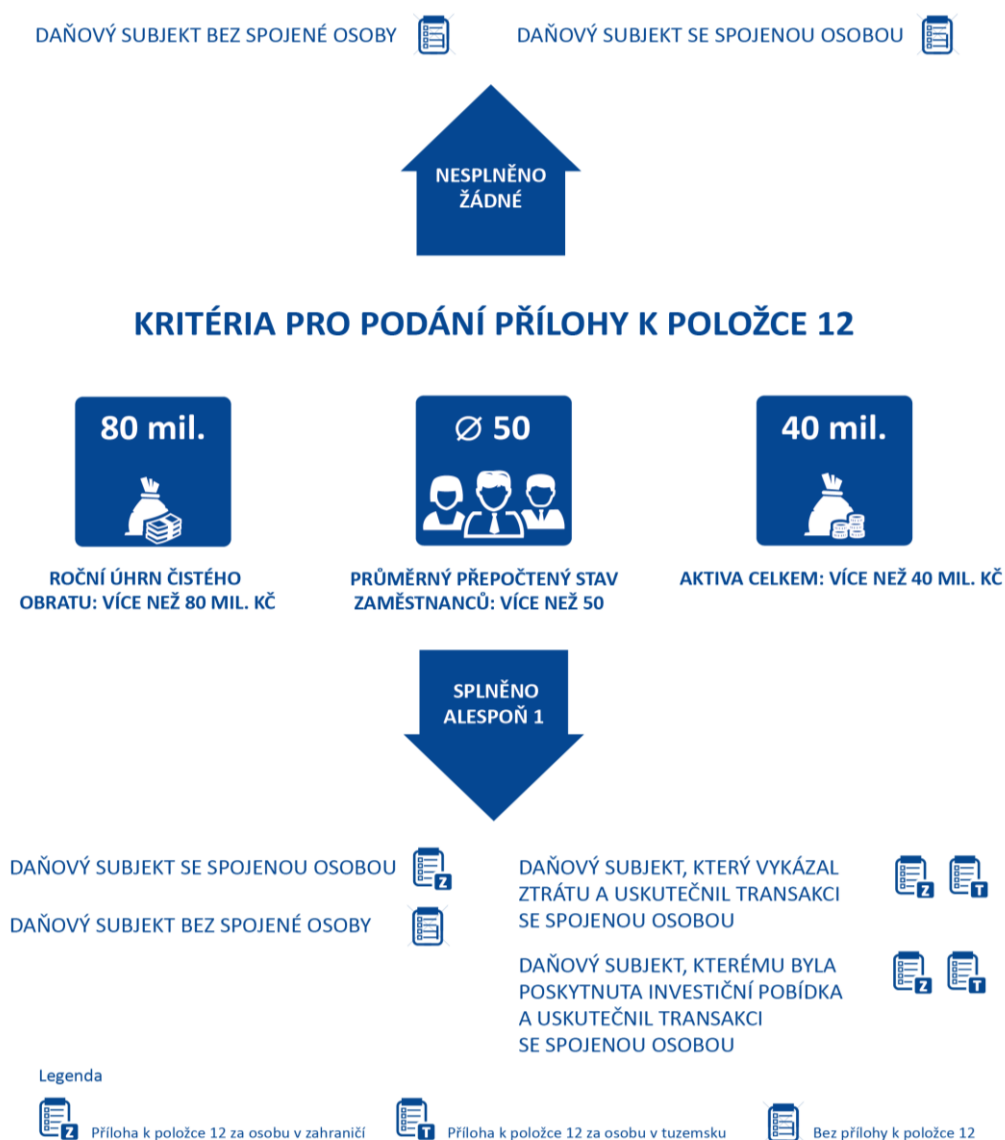 DAŇOVÝ SUBJEKT BEZ SPOJENÉ OSOBY
DAŇOVÝ SUBJEKT SE SPOJENOU OSOBOU
NESPLNĚNO
ŽÁDNÉ
KRITÉRIA PRO PODÁNÍ PŘÍLOHY K POLOŽCE 12
80 mil.
ROČNÍ ÚHRN ČISTÉHO
OBRATU: VÍCE NEŽ 80 MIL. KČ
Ø 50
PRŮMĚRNÝ PŘEPOČTENÝ STAV
ZAMĚSTNANCŮ: VÍCE NEŽ 50
40 mil.
AKTIVA CELKEM: VÍCE NEŽ 40 MIL. KČ
SPLNĚNO
ALESPOŇ 1
DAŇOVÝ SUBJEKT SE SPOJENOU OSOBOU
Z
DAŇOVÝ SUBJEKT BEZ SPOJENÉ OSOBY
DAŇOVÝ SUBJEKT, KTERÝ VYKÁZAL
ZTRÁTU A USKUTEČNIL TRANSAKCI
SE SPOJENOU OSOBOU
Z T
DAŇOVÝ SUBJEKT, KTERÉMU BYLA
POSKYTNUTA INVESTIČNÍ POBÍDKA
A USKUTEČNIL TRANSAKCI
SE SPOJENOU OSOBOU
Z T
Legenda
Z Příloha k položce 12 za osobu v zahraničí
T Příloha k položce 12 za osobu v tuzemsku
Bez přílohy k položce 12